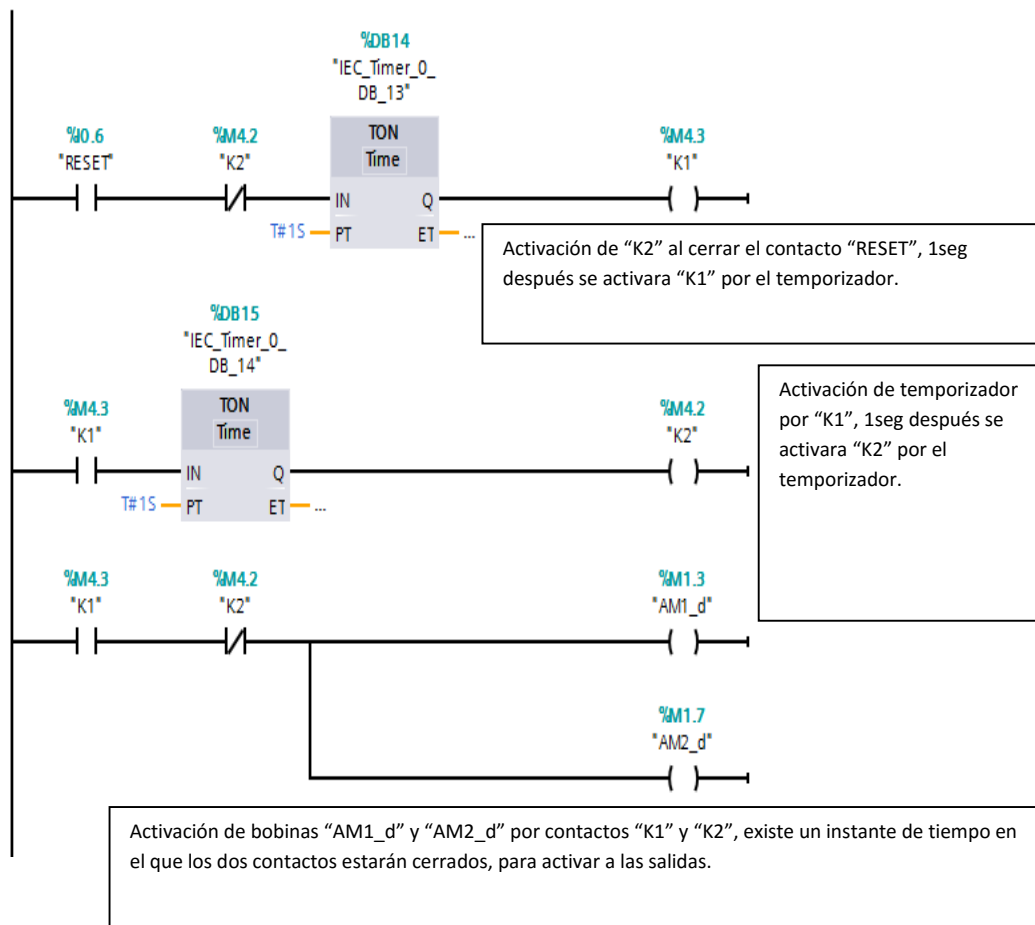 %DB14
"IEC_Timer_0_
DB_13"
%I0.6
%M4.2
TON
%M4.3
"RESET"
"K2"
Time
"K1"
IN
Q
T#1S
PT
ET
...
Activación de “K2” al cerrar el contacto “RESET”, 1seg
después se activara “K1” por el temporizador.
%DB15
"IEC_Timer_0_
DB_14"
%M4.3
TON
%M4.2
"K1"
Time
"K2"
IN
Q
T#1S
PT
ET
...
Activación de temporizador
por “K1”, 1seg después se
activara “K2” por el
temporizador.
%M4.3
%M4.2
%M1.3
"K1"
"K2"
"AM1_d"
%M1.7
"AM2_d"
Activación de bobinas “AM1_d” y “AM2_d” por contactos “K1” y “K2”, existe un instante de tiempo en
el que los dos contactos estarán cerrados, para activar a las salidas.